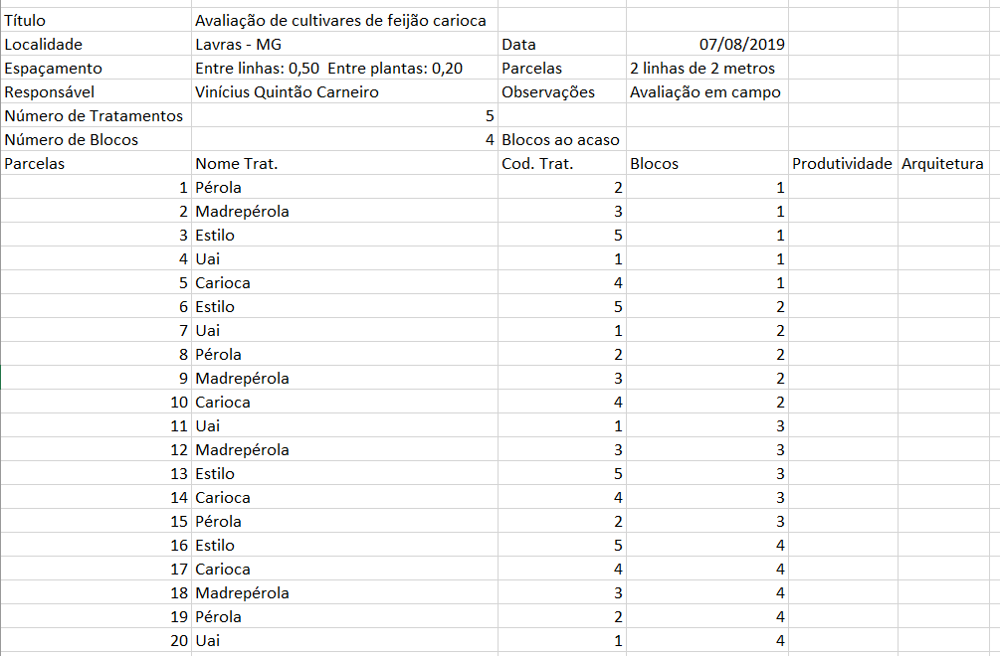 Título Avaliação de cultivares de feijão carioca
Localidade Lavras - MG Data 07/08/2019
Espaçamento Entre linhas: 0,50  Entre plantas: 0,20 Parcelas 2 linhas de 2 metros
Responsável Vinícius Quintão Carneiro Observações Avaliação em campo
Número de Tratamentos 5
Número de Blocos 4 Blocos ao acaso
Parcelas Nome Trat. Cod. Trat. Blocos Produtividade Arquitetura
1 Pérola 2 1
2 Madrepérola 3 1
3 Estilo 5 1
4 Uai 1 1
5 Carioca 4 1
6 Estilo 5 2
7 Uai 1 2
8 Pérola 2 2
9 Madrepérola 3 2
10 Carioca 4 2
11 Uai 1 3
12 Madrepérola 3 3
13 Estilo 5 3
14 Carioca 4 3
15 Pérola 2 3
16 Estilo 5 4
17 Carioca 4 4
18 Madrepérola 3 4
19 Pérola 2 4
20 Uai 1 4